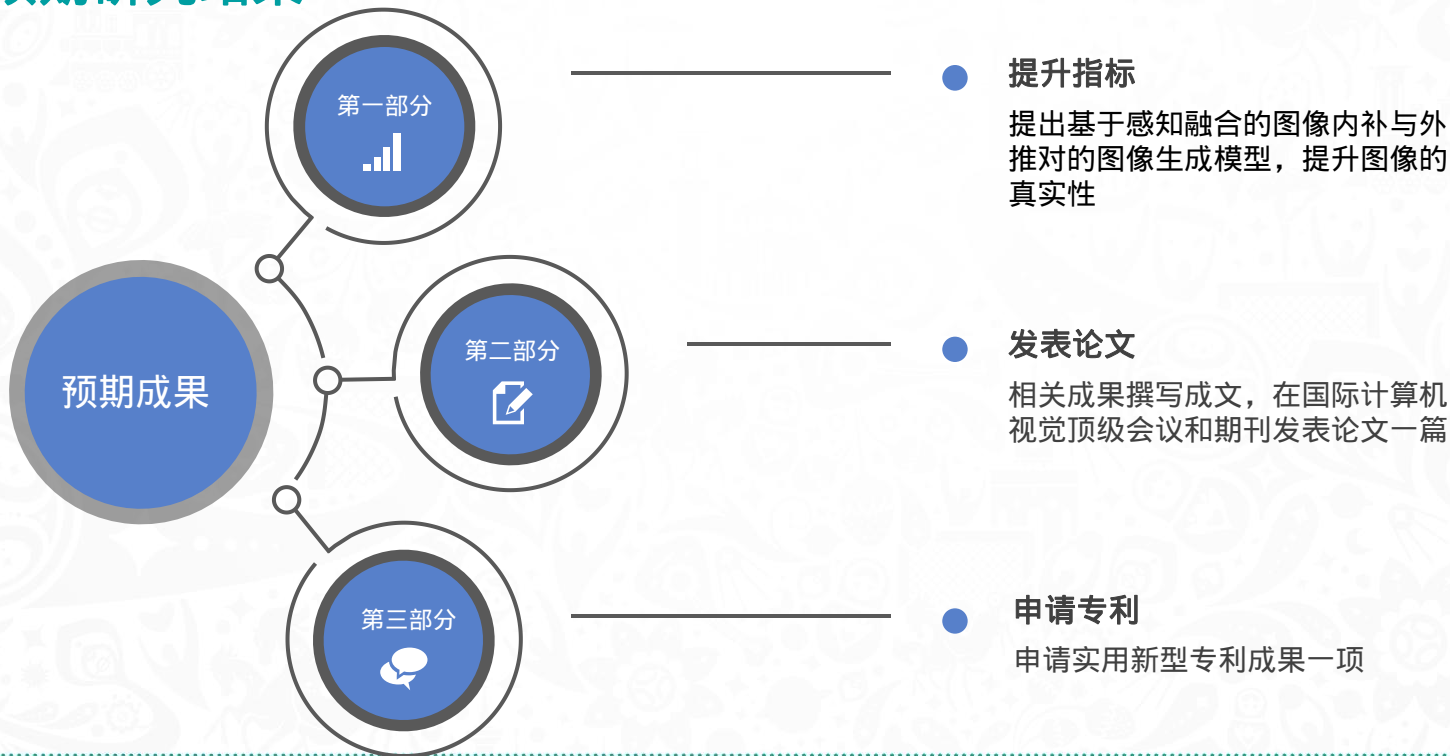 第一部分
提升指标
提出基于感知融合的图像内补与外
推对的图像生成模型，提升图像的
真实性
预期成果
第二部分
发表论文
相关成果撰写成文，在国际计算机
视觉顶级会议和期刊发表论文一篇
第三部分
申请专利
申请实用新型专利成果一项